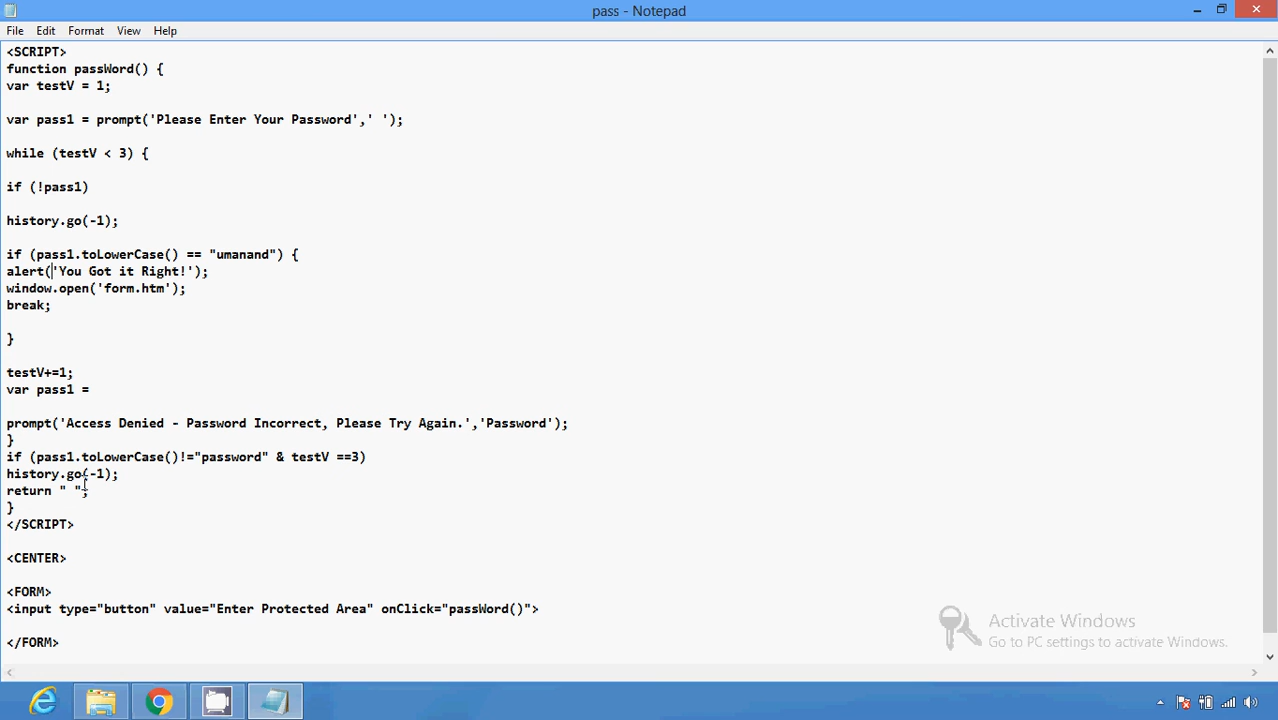 pass - Notepad
File Edit Format View Help
<SCRIPT>
function passWord() {
var testV = 1;
var pass1 = prompt('Please Enter Your Password',' ');
while (testV < 3) {
if (!pass1)
history.go(-1);
if (pass1.toLowerCase() == "umanand") {
alert('You Got it Right!');
window.open('form.htm');
break;
}
testV+=1;
var pass1 =
prompt('Access Denied - Password Incorrect, Please Try Again.','Password');
}
if (pass1.toLowerCase()!="password" & testV ==3)
history.go(-1);
return " ";
}
</SCRIPT>
<CENTER>
<FORM>
<input type="button" value="Enter Protected Area" onClick="passWord()">
</FORM>
Activate Windows
Go to PC settings to activate Windows.